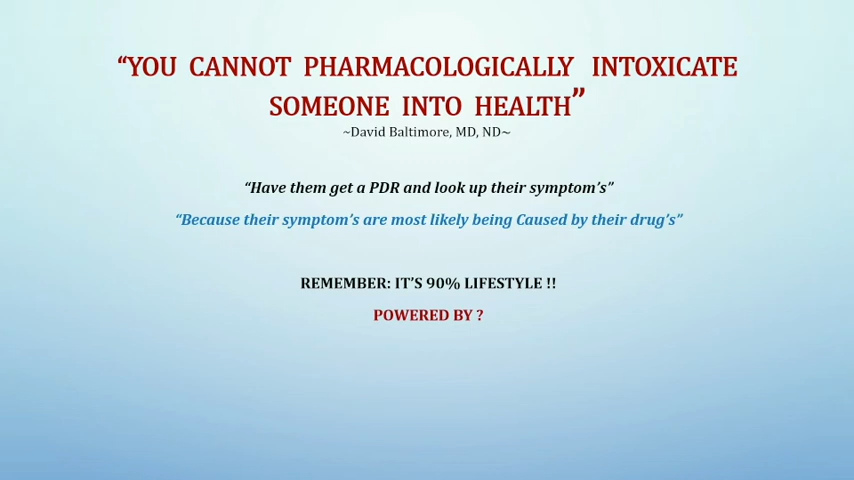 “YOU CANNOT PHARMACOLOGICALLY INTOXICATE
SOMEONE INTO HEALTH”
~David Baltimore, MD, ND~
“Have them get a PDR and look up their symptom’s”
“Because their symptom’s are most likely being Caused by their drug’s”
REMEMBER: IT’S 90% LIFESTYLE !!
POWERED BY ?